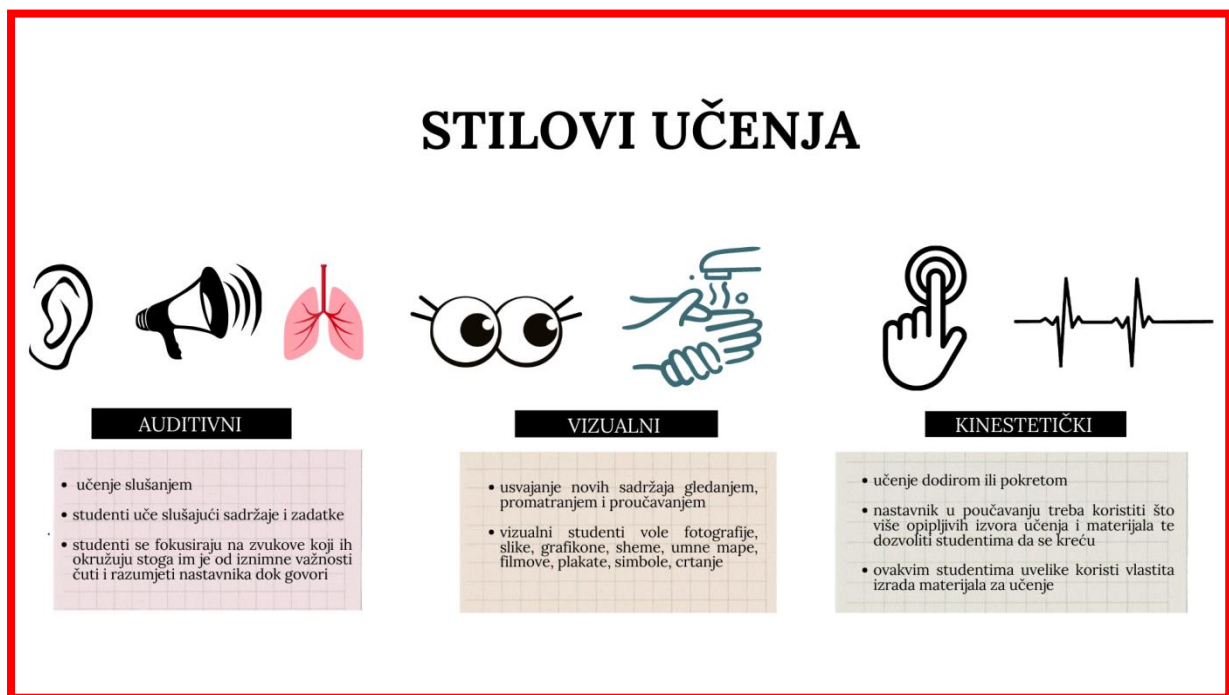 STILOVI UČENJA
AUDITIVNI
• učenje slušanjem
• studenti uče slušajući sadržaje i zadatke
• studenti se fokusiraju na zvukove koji ih
okružuju stoga im je od iznimne važnosti
čuti i razumjeti nastavnika dok govori
VIZUALNI
• usvajanje novih sadržaja gledanjem,
promatranjem i proučavanjem
• vizualni studenti vole fotografije,
slike, grafikone, sheme, umne mape,
filmove, plakate, simbole, crtanje
KINESTETIČKI
• učenje dodirom ili pokretom
• nastavnik u poučavanju treba koristiti što
više opipljivih izvora učenja i materijala te
dozvoliti studentima da se kreću
• ovakvim studentima uvelike koristi vlastita
izrada materijala za učenje